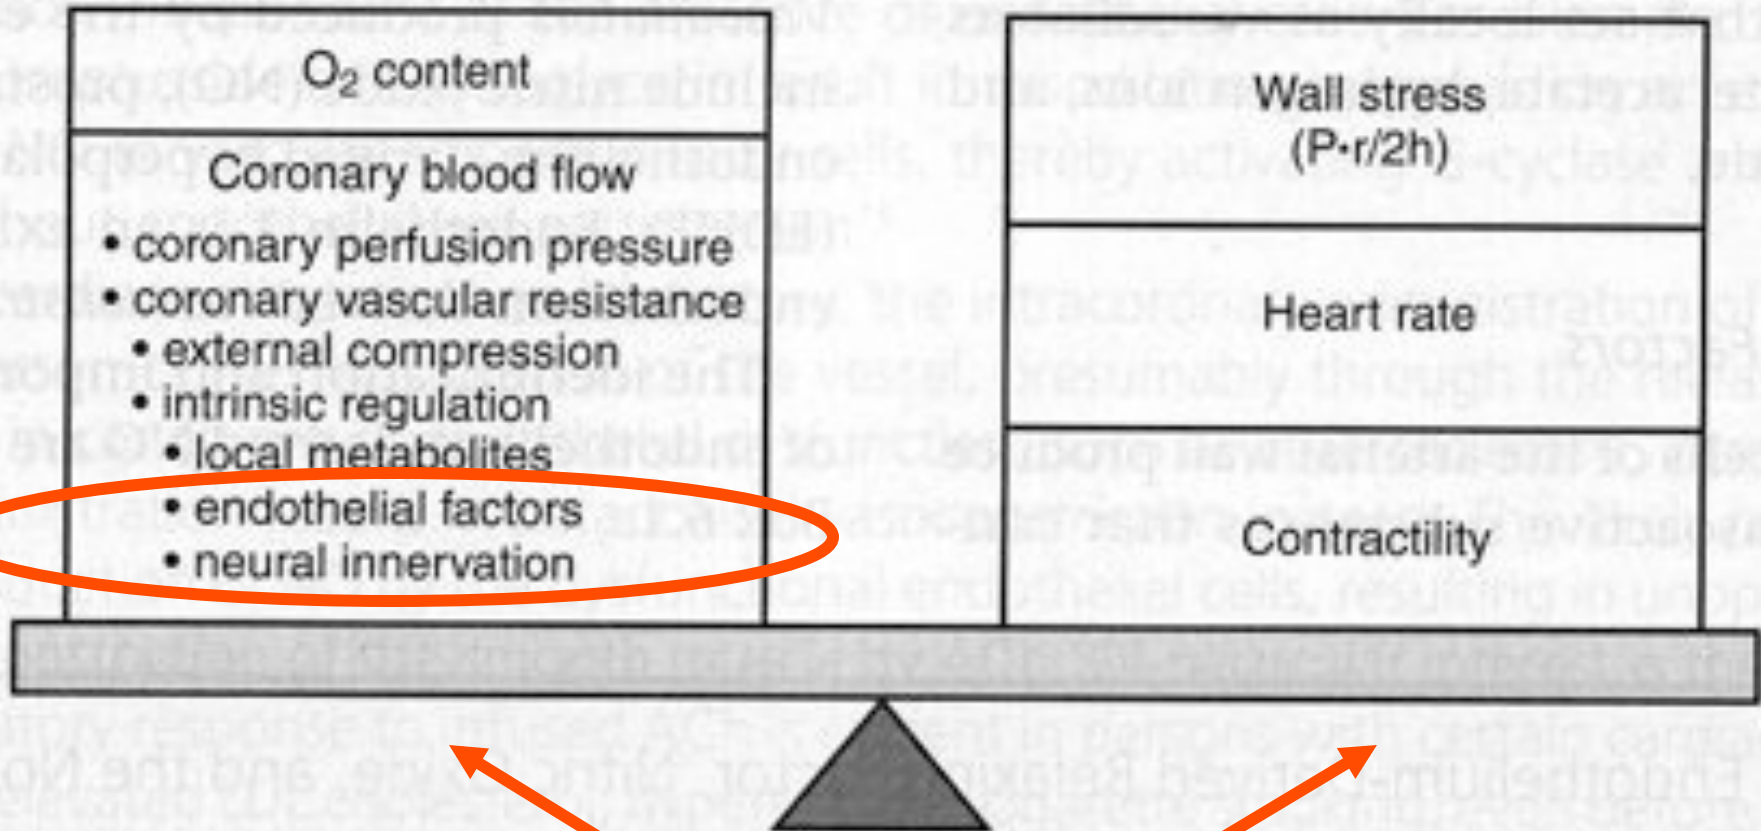 O₂ content
Coronary blood flow
• coronary perfusion pressure
• coronary vascular resistance
• external compression
• intrinsic regulation
• local metabolites
• endothelial factors
• neural innervation
Wall stress
(P•r/2h)
Heart rate
Contractility